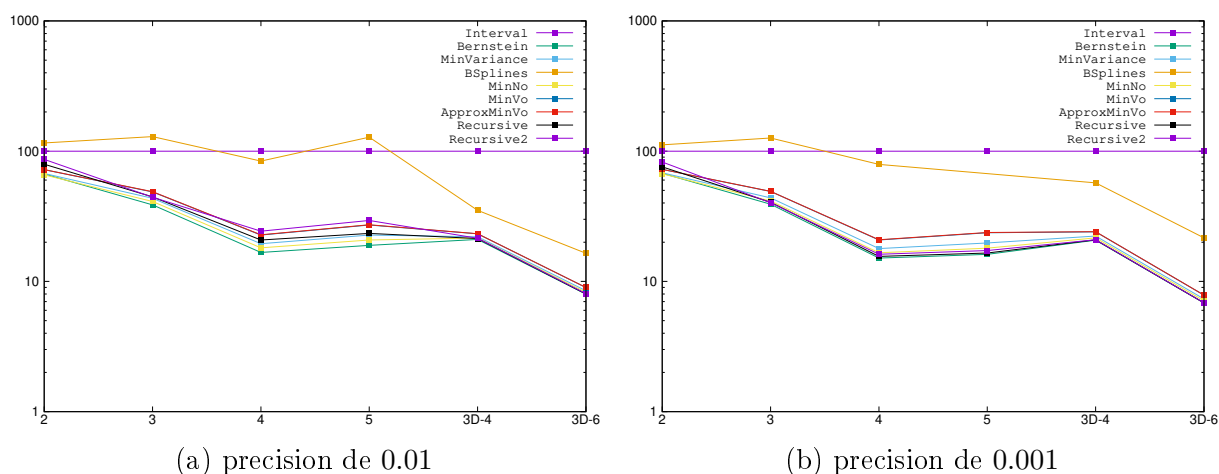 1000
100
10
1
2
3
4
5
3D-4
3D-6
Interval
Bernstein
MinVariance
BSplines
MinNo
MinVo
ApproxMinVo
Recursive
Recursive2
(a) precision de 0.01
1000
100
10
1
2
3
4
5
3D-4
3D-6
Interval
Bernstein
MinVariance
BSplines
MinNo
MinVo
ApproxMinVo
Recursive
Recursive2
(b) precision de 0.001